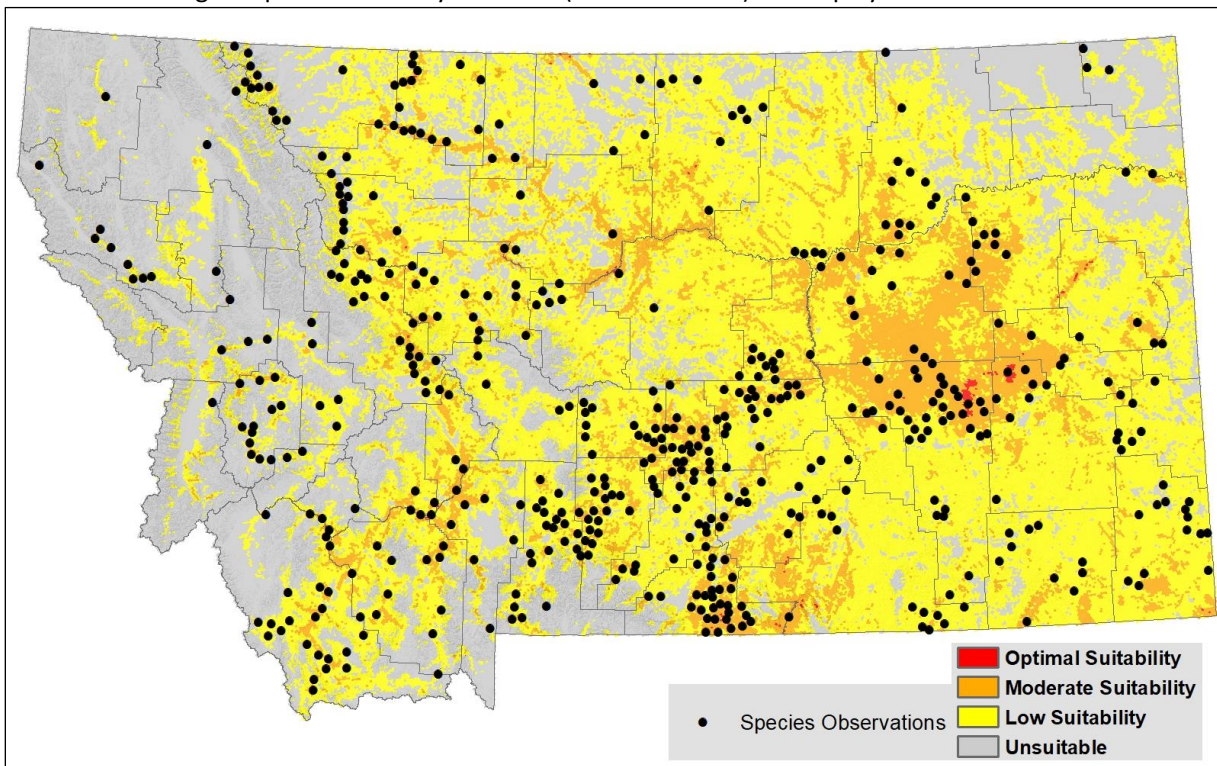 Optimal Suitability
Moderate Suitability
Species Observations
Low Suitability
Unsuitable